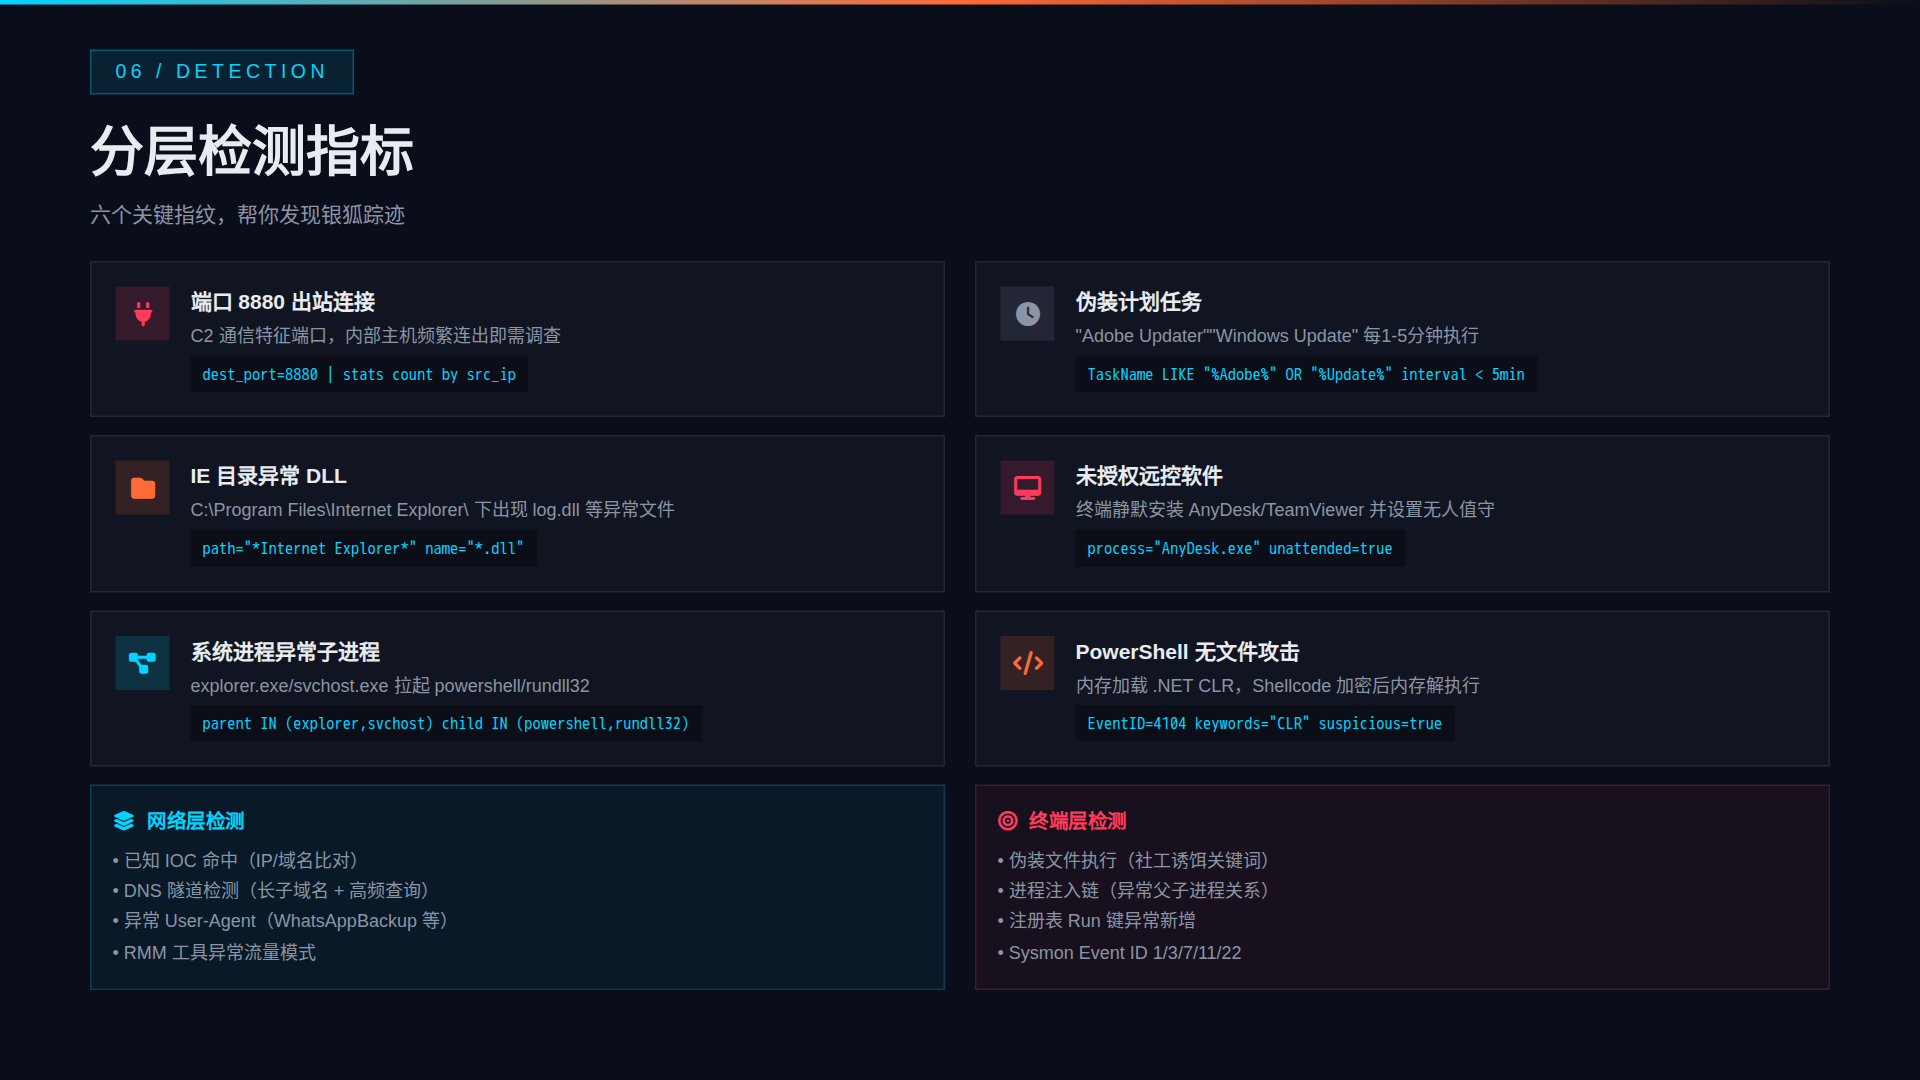 06 / DETECTION
分层检测指标
六个关键指纹，帮你发现银狐踪迹
端口 8880 出站连接
C2 通信特征端口，内部主机频繁连出即需调查
dest_port=8880 | stats count by src_ip
伪装计划任务
"Adobe Updater""Windows Update" 每1-5分钟执行
TaskName LIKE "%Adobe%" OR "%Update%" interval < 5min
IE 目录异常 DLL
C:\Program Files\Internet Explorer\ 下出现 log.dll 等异常文件
path="*Internet Explorer*" name="*.dll"
未授权远控软件
终端静默安装 AnyDesk/TeamViewer 并设置无人值守
process="AnyDesk.exe" unattended=true
系统进程异常子进程
explorer.exe/svchost.exe 拉起 powershell/rundll32
parent IN (explorer,svchost) child IN (powershell,rundll32)
PowerShell 无文件攻击
内存加载 .NET CLR，Shellcode 加密后内存解执行
EventID=4104 keywords="CLR" suspicious=true
网络层检测
• 已知 IOC 命中（IP/域名比对）
• DNS 隧道检测（长子域名 + 高频查询）
• 异常 User-Agent（WhatsAppBackup 等）
• RMM 工具异常流量模式
终端层检测
• 伪装文件执行（社工诱饵关键词）
• 进程注入链（异常父子进程关系）
• 注册表 Run 键异常新增
• Sysmon Event ID 1/3/7/11/22